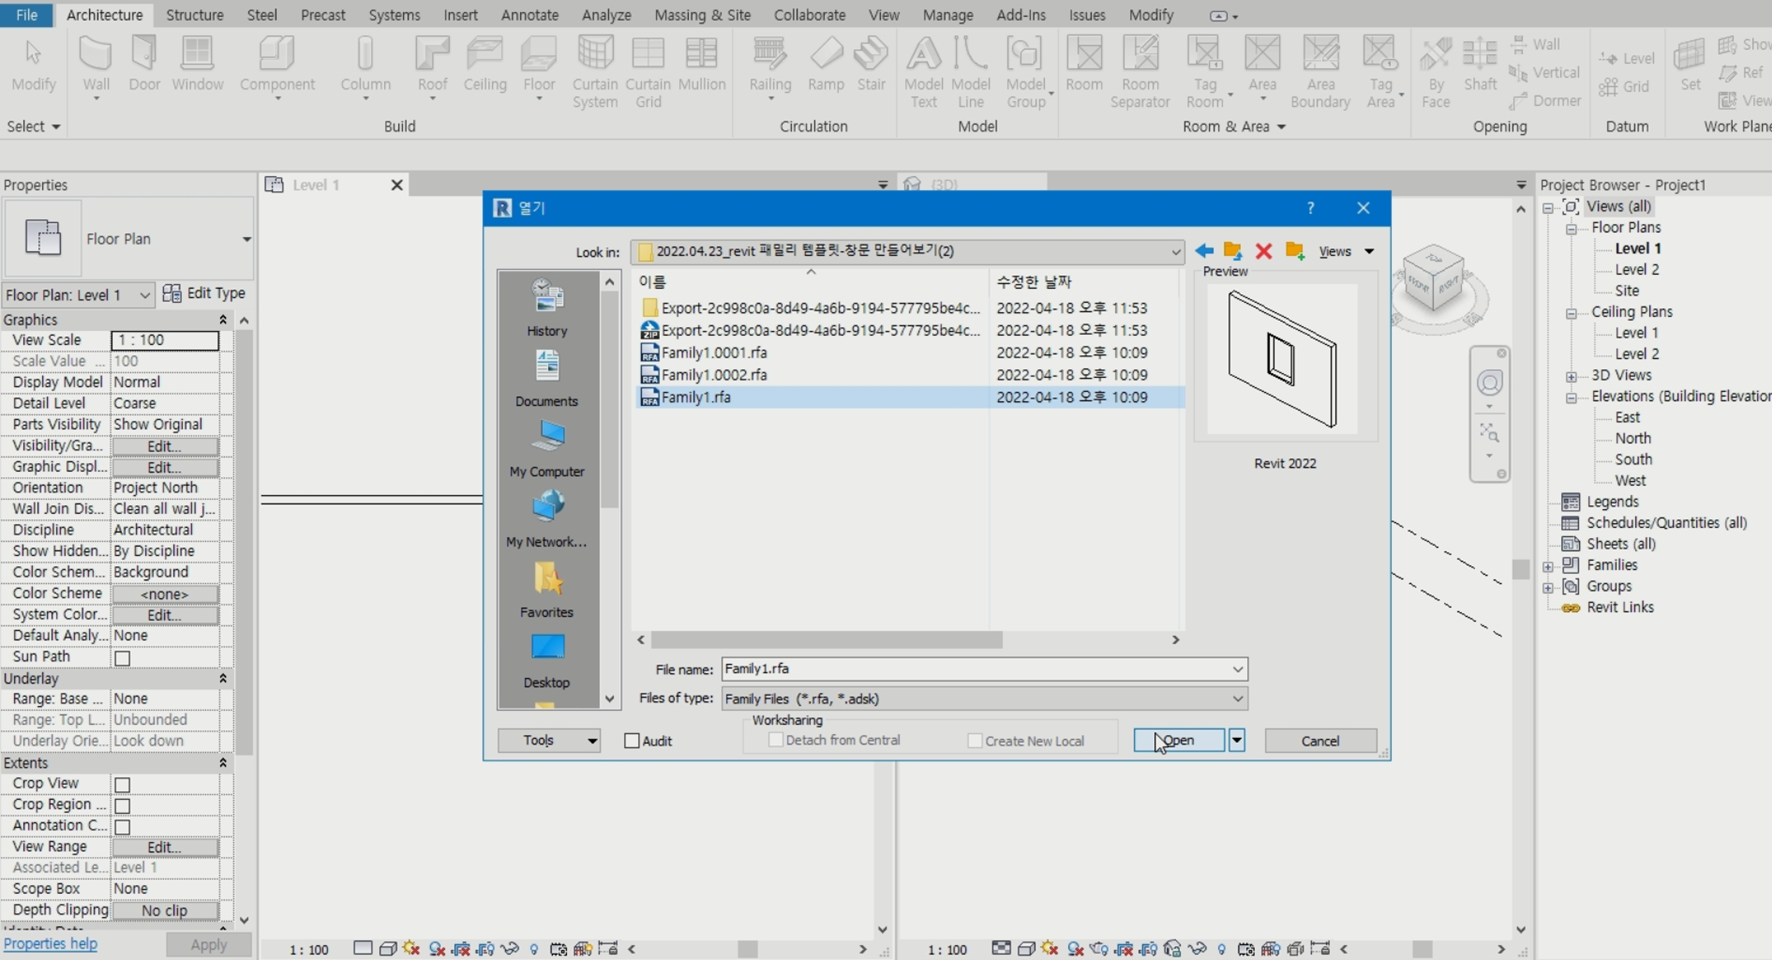 File Architecture Structure Steel Precast Systems Insert Annotate Analyze Massing & Site Collaborate View Manage Add-Ins Issues Modify
Modify Wall Door Window Component Column Roof Ceiling Floor Curtain System Curtain Grid Mullion Railing Ramp Stair Model Text Model Line Model Group Room Room Separator Tag Room Area Area Boundary Tag Area By Face Shaft Wall Vertical Dormer Level Grid Set Show Ref View
Select Build Circulation Model Room & Area Opening Datum Work Plane
Properties
Level 1
{3D}
Project Browser - Project1
Floor Plan
Floor Plan: Level 1
Edit Type
Graphics
View Scale 1 : 100
Scale Value ... 100
Display Model Normal
Detail Level Coarse
Parts Visibility Show Original
Visibility/Gra... Edit...
Graphic Displ... Edit...
Orientation Project North
Wall Join Dis... Clean all wall j...
Discipline Architectural
Show Hidden... By Discipline
Color Schem... Background
Color Scheme <none>
System Color... Edit...
Default Analy... None
Sun Path
Underlay
Range: Base ... None
Range: Top L... Unbounded
Underlay Orie... Look down
Extents
Crop View
Crop Region ...
Annotation C...
View Range Edit...
Associated Le... Level 1
Scope Box None
Depth Clipping No clip
Properties help
Apply
열기
?
Look in: 2022.04.23_revit 패밀리 템플릿-창문 만들어보기(2)
Views
History
Documents
My Computer
My Network...
Favorites
Desktop
이름 수정한 날짜
Export-2c998c0a-8d49-4a6b-9194-577795be4c... 2022-04-18 오후 11:53
ZIP Export-2c998c0a-8d49-4a6b-9194-577795be4c... 2022-04-18 오후 11:53
RFA Family1.0001.rfa 2022-04-18 오후 10:09
RFA Family1.0002.rfa 2022-04-18 오후 10:09
RFA Family1.rfa 2022-04-18 오후 10:09
Preview
Revit 2022
File name: Family1.rfa
Files of type: Family Files (*.rfa, *.adsk)
Worksharing
Tools
Audit
Detach from Central
Create New Local
Open
Cancel
Views (all)
Floor Plans
Level 1
Level 2
Site
Ceiling Plans
Level 1
Level 2
3D Views
Elevations (Building Elevation
East
North
South
West
Legends
Schedules/Quantities (all)
Sheets (all)
Families
Groups
Revit Links
1 : 100
1 : 100